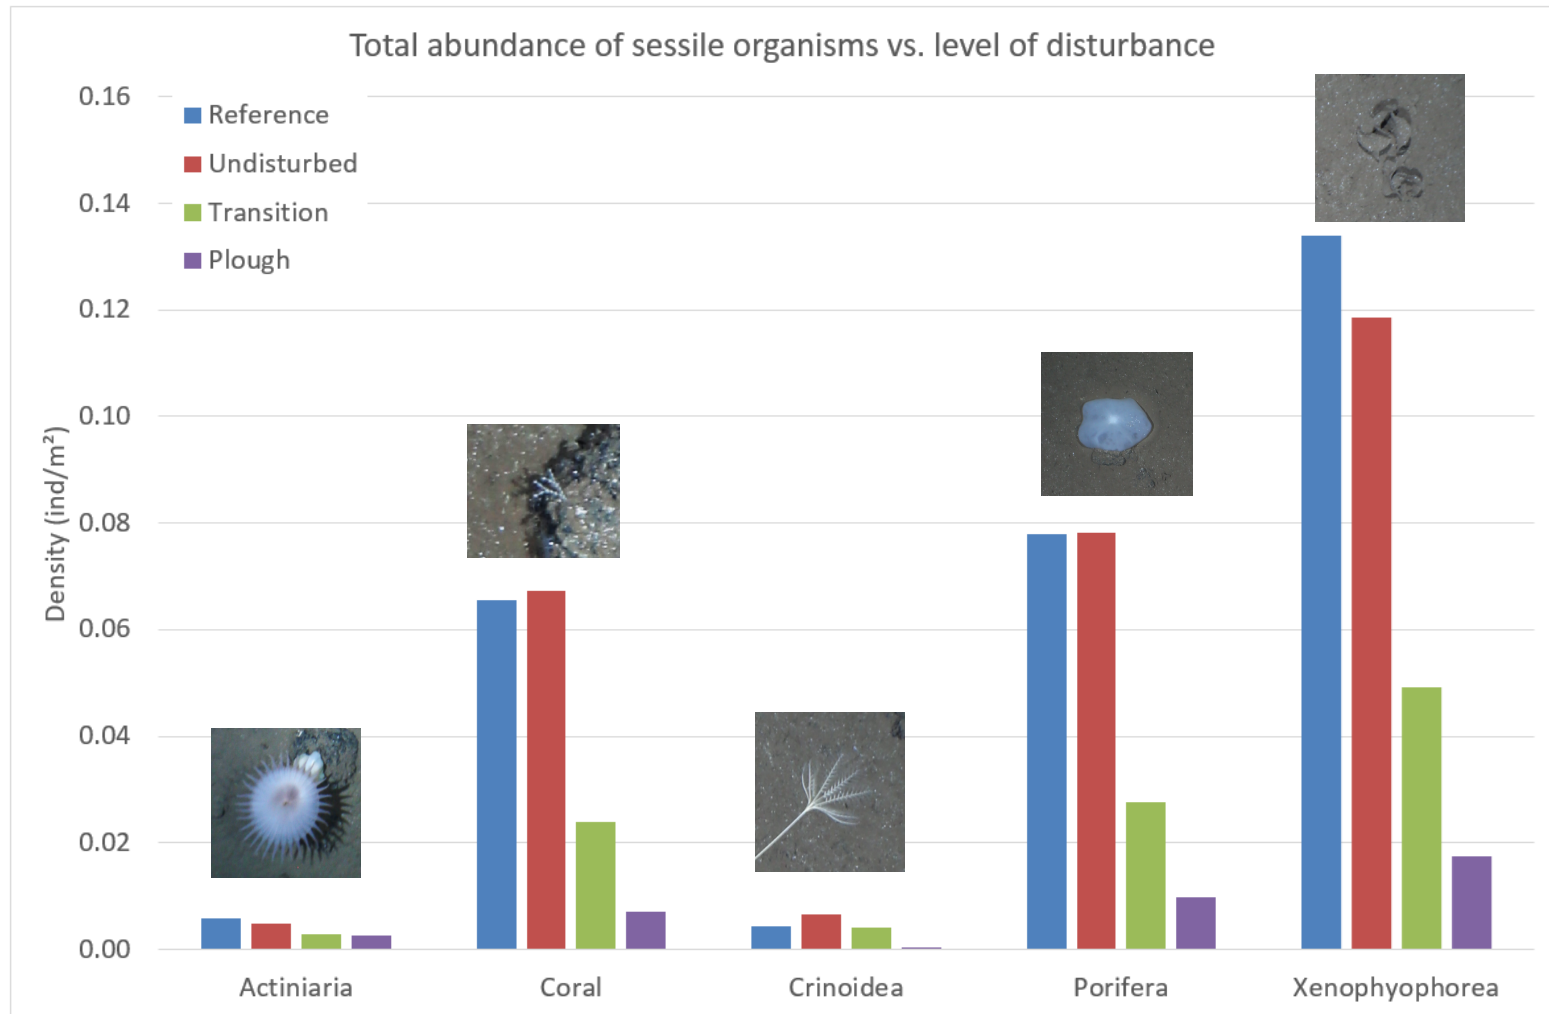 Total abundance of sessile organisms vs. level of disturbance
0.16
0.14
0.12
0.10
0.08
0.06
0.04
0.02
0.00
Density (ind/m²)
Reference
Undisturbed
Transition
Plough
Actiniaria
Coral
Crinoidea
Porifera
Xenophyophorea